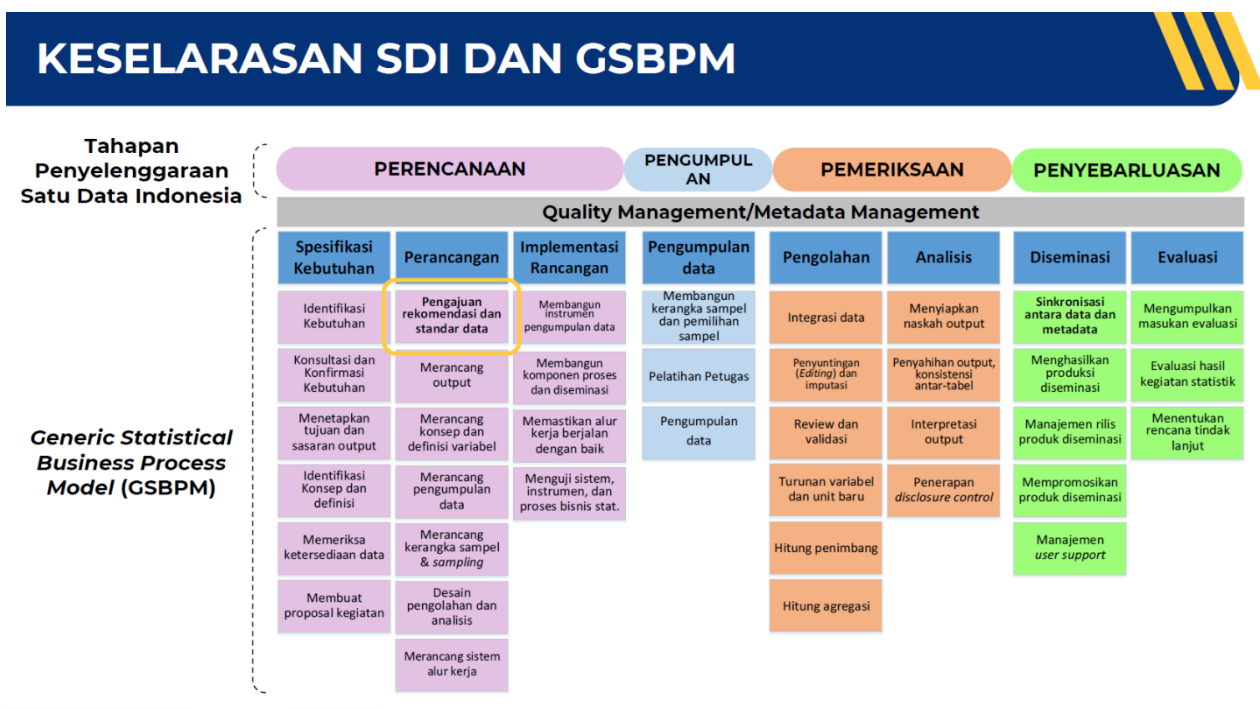 KESELARASAN SDI DAN GSBPM
Tahapan
Penyelenggaraan
Satu Data Indonesia
PERENCANAAN
PENGUMPUL
AN
PEMERIKSAAN
PENYEBARLUASAN
Quality Management/Metadata Management
Generic Statistical
Business Process
Model (GSBPM)
Spesifikasi
Kebutuhan
Identifikasi
Kebutuhan
Konsultasi dan
Konfirmasi
Kebutuhan
Menetapkan
tujuan dan
sasaran output
Identifikasi
Konsep dan
definisi
Memeriksa
ketersediaan data
Membuat
proposal kegiatan
Perancangan
Pengajuan
rekomendasi dan
standar data
Merancang
output
Merancang
konsep dan
definisi variabel
Merancang
pengumpulan
data
Merancang
kerangka sampel
& sampling
Desain
pengolahan dan
analisis
Merancang sistem
alur kerja
Implementasi
Rancangan
Membangun
instrumen
pengumpulan data
Membangun
komponen proses
dan diseminasi
Memastikan alur
kerja berjalan
dengan baik
Menguji sistem,
instrumen, dan
proses bisnis stat.
Pengumpulan
data
Membangun
kerangka sampel
dan pemilihan
sampel
Pelatihan Petugas
Pengumpulan
data
Pengolahan
Integrasi data
Penyuntingan
(Editing) dan
imputasi
Review dan
validasi
Turunan variabel
dan unit baru
Hitung penimbang
Hitung agregasi
Analisis
Menyiapkan
naskah output
Penyahihan output,
konsistensi
antar-tabel
Interpretasi
output
Penerapan
disclosure control
Diseminasi
Sinkronisasi
antara data dan
metadata
Menghasilkan
produksi
diseminasi
Manajemen rilis
produk diseminasi
Mempromosikan
produk diseminasi
Manajemen
user support
Evaluasi
Mengumpulkan
masukan evaluasi
Evaluasi hasil
kegiatan statistik
Menentukan
rencana tindak
lanjut